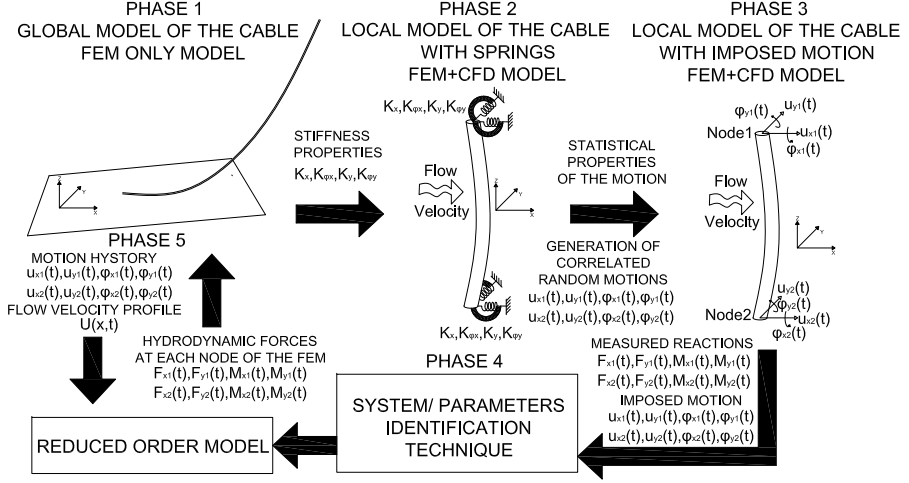 PHASE 1
GLOBAL MODEL OF THE CABLE
FEM ONLY MODEL
Z
Y
X
STIFFNESS
PROPERTIES
Kx,Kφx,Ky,Kφy
PHASE 2
LOCAL MODEL OF THE CABLE
WITH SPRINGS
FEM+CFD MODEL
Kx,Kφx,Ky,Kφy
Flow
Velocity
Z
Y
X
Kx,Kφx,Ky,Kφy
STATISTICAL
PROPERTIES
OF THE MOTION
GENERATION OF
CORRELATED
RANDOM MOTIONS
ux1(t),uy1(t),φx1(t),φy1(t)
ux2(t),uy2(t),φx2(t),φy2(t)
PHASE 3
LOCAL MODEL OF THE CABLE
WITH IMPOSED MOTION
FEM+CFD MODEL
φy1(t)
uy1(t)
Node1
ux1(t)
φx1(t)
Flow
Velocity
Z
Y
X
uy2(t)
φy2(t)
Node2
ux2(t)
φx2(t)
MEASURED REACTIONS
Fx1(t),Fy1(t),Mx1(t),My1(t)
Fx2(t),Fy2(t),Mx2(t),My2(t)
IMPOSED MOTION
ux1(t),uy1(t),φx1(t),φy1(t)
ux2(t),uy2(t),φx2(t),φy2(t)
PHASE 4
SYSTEM/ PARAMETERS
IDENTIFICATION
TECHNIQUE
PHASE 5
MOTION HYSTORY
ux1(t),uy1(t),φx1(t),φy1(t)
ux2(t),uy2(t),φx2(t),φy2(t)
FLOW VELOCITY PROFILE
U(x,t)
HYDRODYNAMIC FORCES
AT EACH NODE OF THE FEM
Fx1(t),Fy1(t),Mx1(t),My1(t)
Fx2(t),Fy2(t),Mx2(t),My2(t)
REDUCED ORDER MODEL